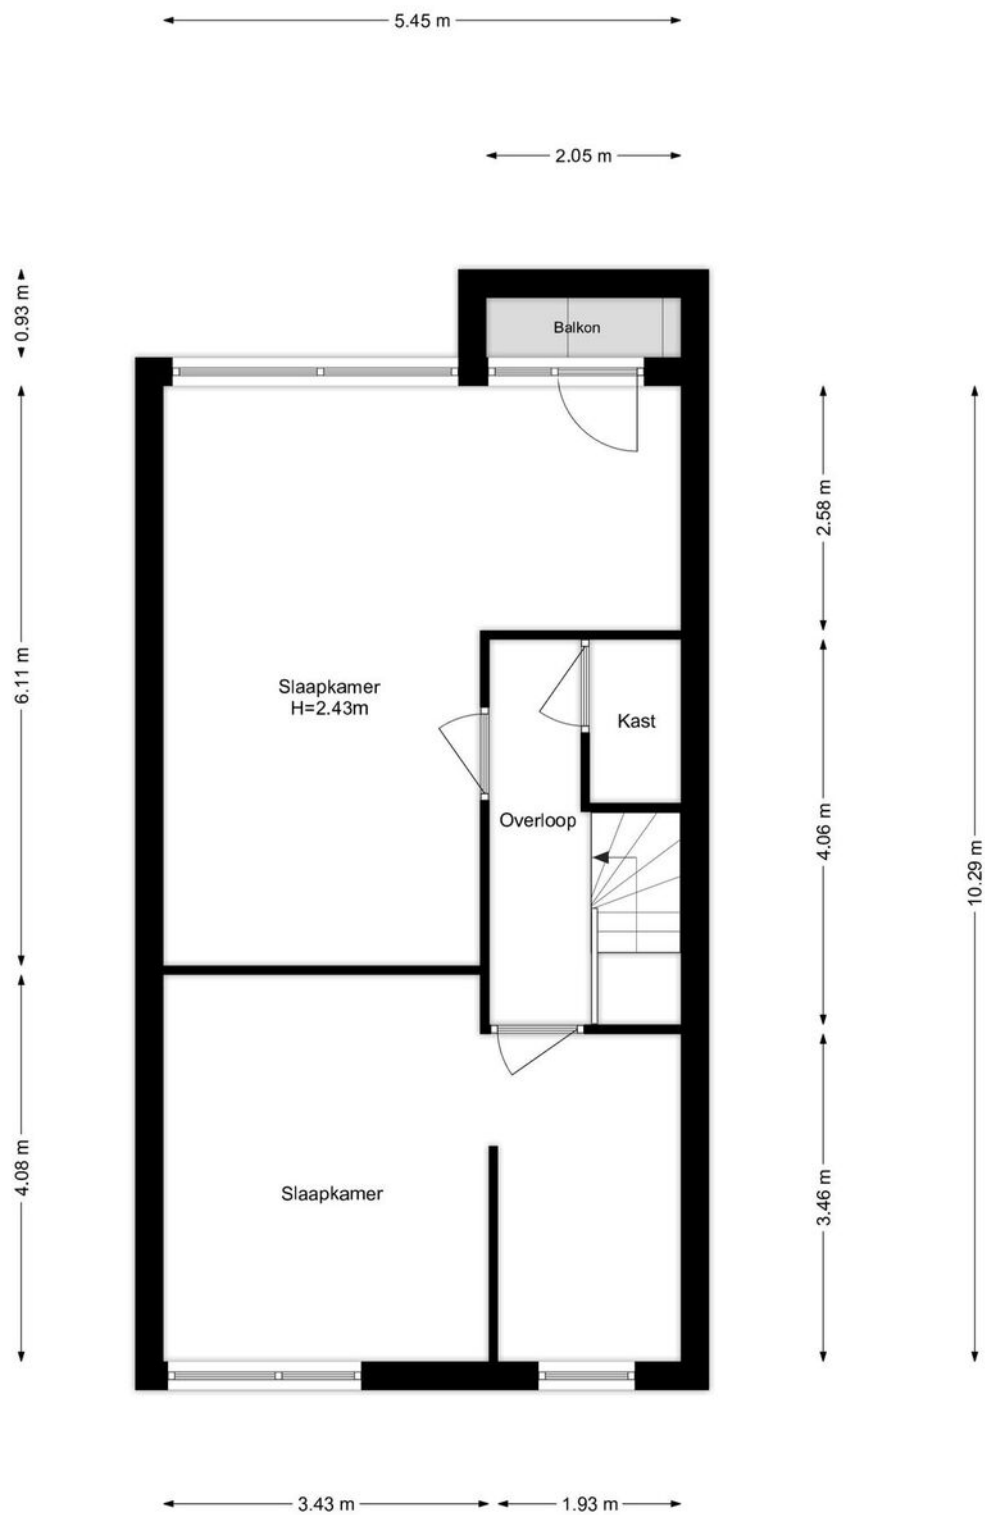 5.45 m
2.05 m
0.93 m
Balkon
2.58 m
6.11 m
Slaapkamer
H=2.43m
Kast
Overloop
4.06 m
10.29 m
4.08 m
Slaapkamer
3.46 m
3.43 m
1.93 m